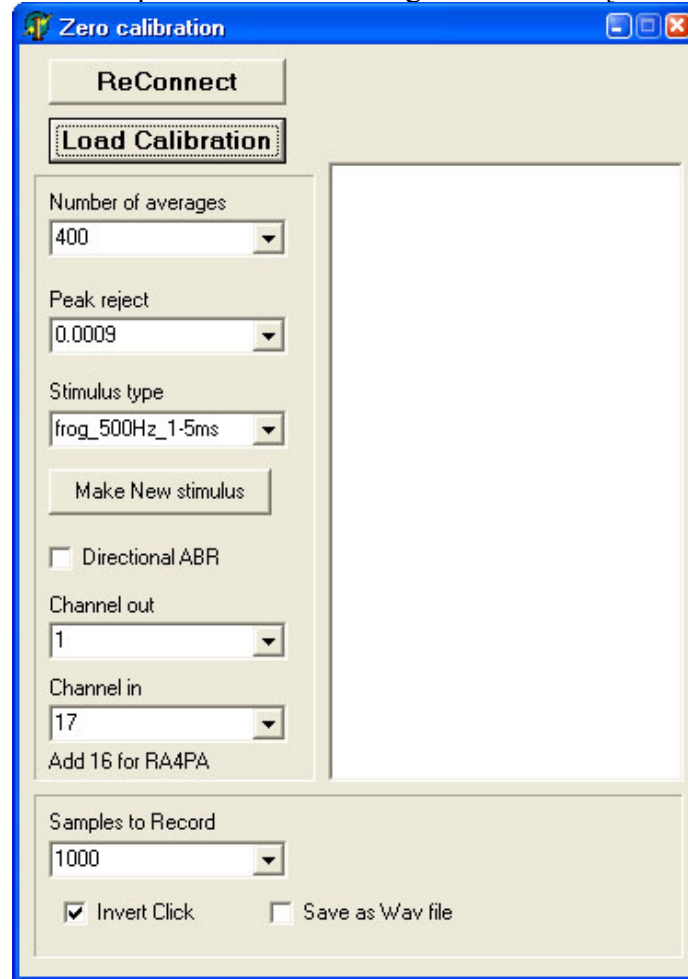 Zero calibration
ReConnect
Load Calibration
Number of averages
400
Peak reject
0.0009
Stimulus type
frog_500Hz_1-5ms
Make New stimulus
Directional ABR
Channel out
1
Channel in
17
Add 16 for RA4PA
Samples to Record
1000
Invert Click
Save as Wav file